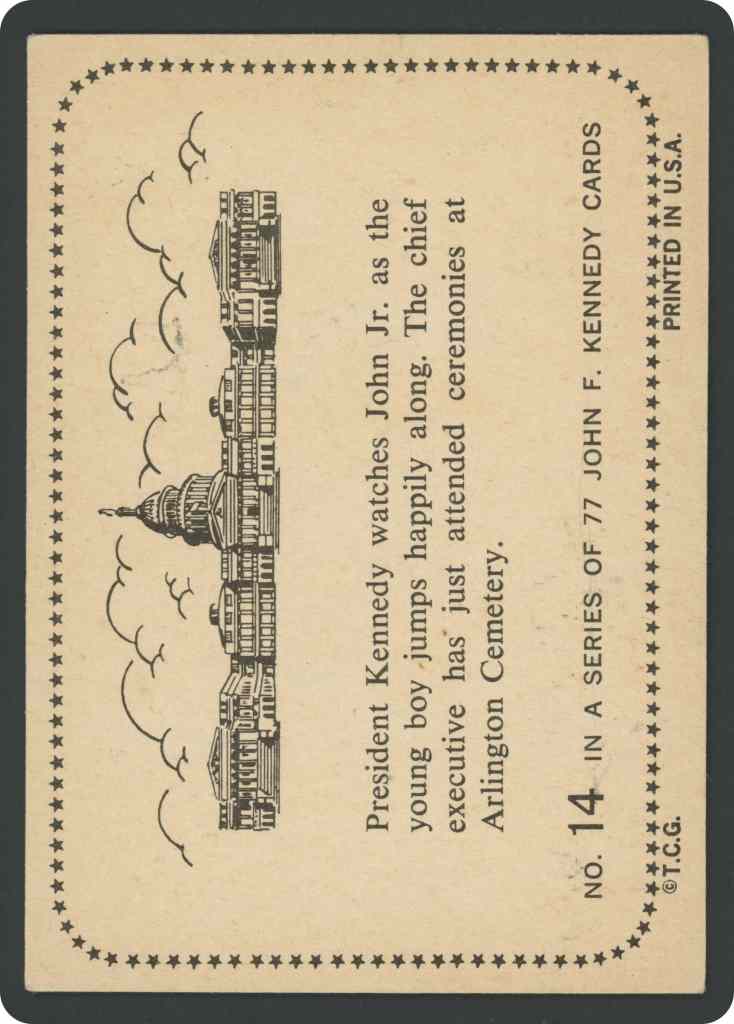 President Kennedy watches John Jr. as the
young boy jumps happily along. The chief
executive has just attended ceremonies at
Arlington Cemetery.
NO. 14 IN A SERIES OF 77 JOHN F. KENNEDY CARDS
©T.C.G. PRINTED IN U.S.A.